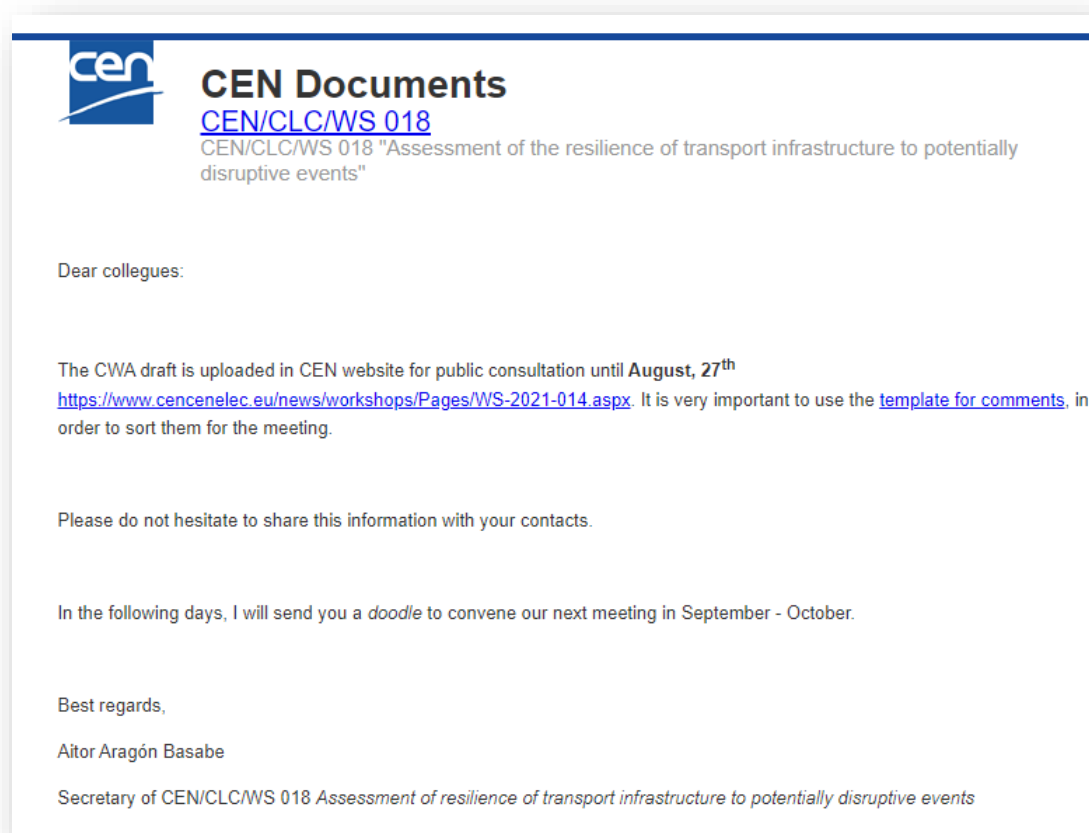 cen
CEN Documents
CEN/CLC/WS 018
CEN/CLC/WS 018 "Assessment of the resilience of transport infrastructure to potentially
disruptive events"
Dear collegues:
The CWA draft is uploaded in CEN website for public consultation until August, 27th
https://www.cencenelec.eu/news/workshops/Pages/WS-2021-014.aspx. It is very important to use the template for comments, in
order to sort them for the meeting.
Please do not hesitate to share this information with your contacts.
In the following days, I will send you a doodle to convene our next meeting in September - October.
Best regards,
Aitor Aragón Basabe
Secretary of CEN/CLC/WS 018 Assessment of resilience of transport infrastructure to potentially disruptive events